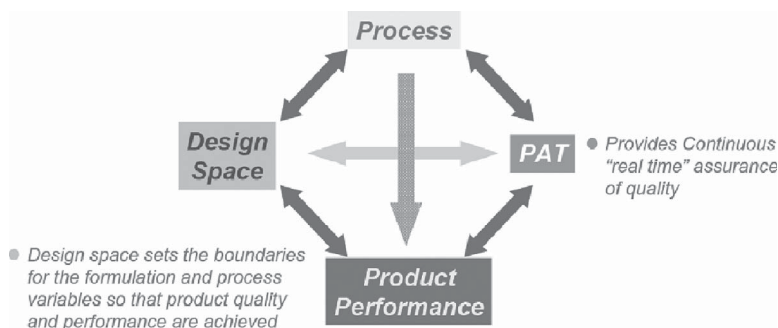 Process
Design
Space
PAT
● Provides Continuous
“real time” assurance
of quality
● Design space sets the boundaries
for the formulation and process
variables so that product quality
and performance are achieved
Product
Performance